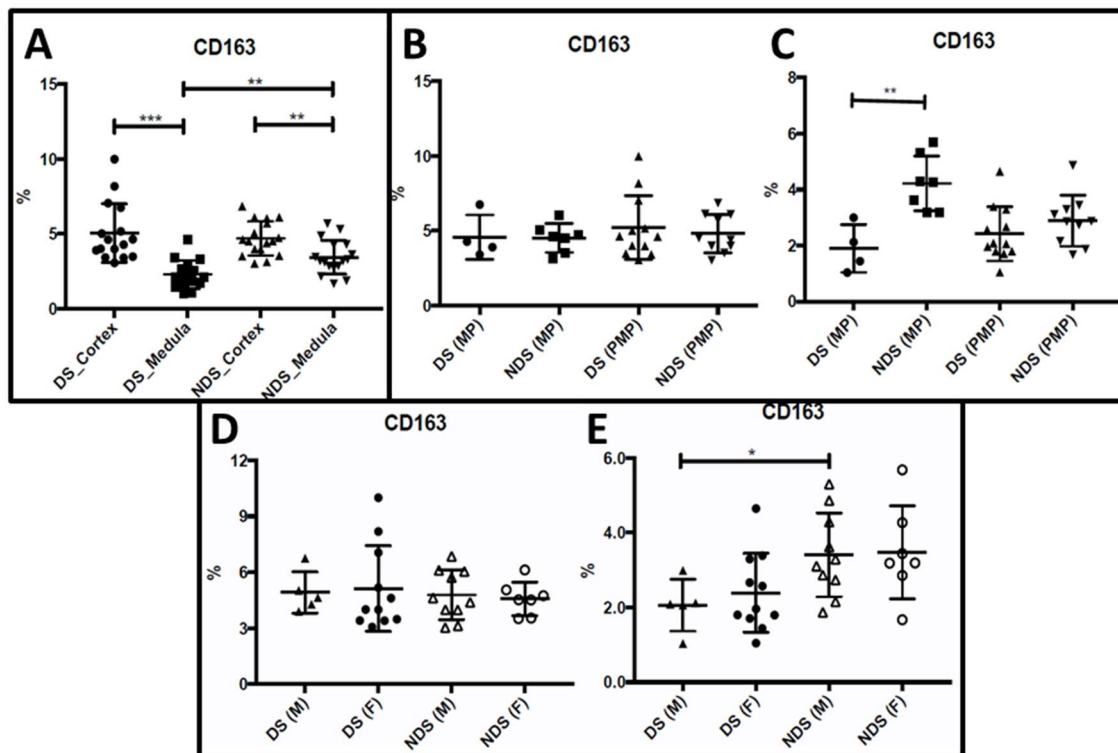 A
CD163
15
10
5
0
%
***
**
**
DS_Cortex
DS_Medula
NDS_Cortex
NDS_Medula
B
CD163
15
10
5
0
%
DS (MP)
NDS (MP)
DS (PMP)
NDS (PMP)
C
CD163
8
6
4
2
0
%
**
DS (MP)
NDS (MP)
DS (PMP)
NDS (PMP)
D
CD163
12
9
6
3
0
%
DS (M)
DS (F)
NDS (M)
NDS (F)
E
CD163
6.0
4.0
2.0
0.0
%
*
DS (M)
DS (F)
NDS (M)
NDS (F)